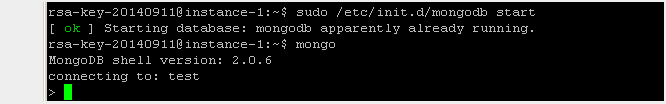 rsa-key-20140911@instance-1:~$ sudo /etc/init.d/mongodb start
[ ok ] Starting database: mongodb apparently already running.
rsa-key-20140911@instance-1:~$ mongo
MongoDB shell version: 2.0.6
connecting to: test
>